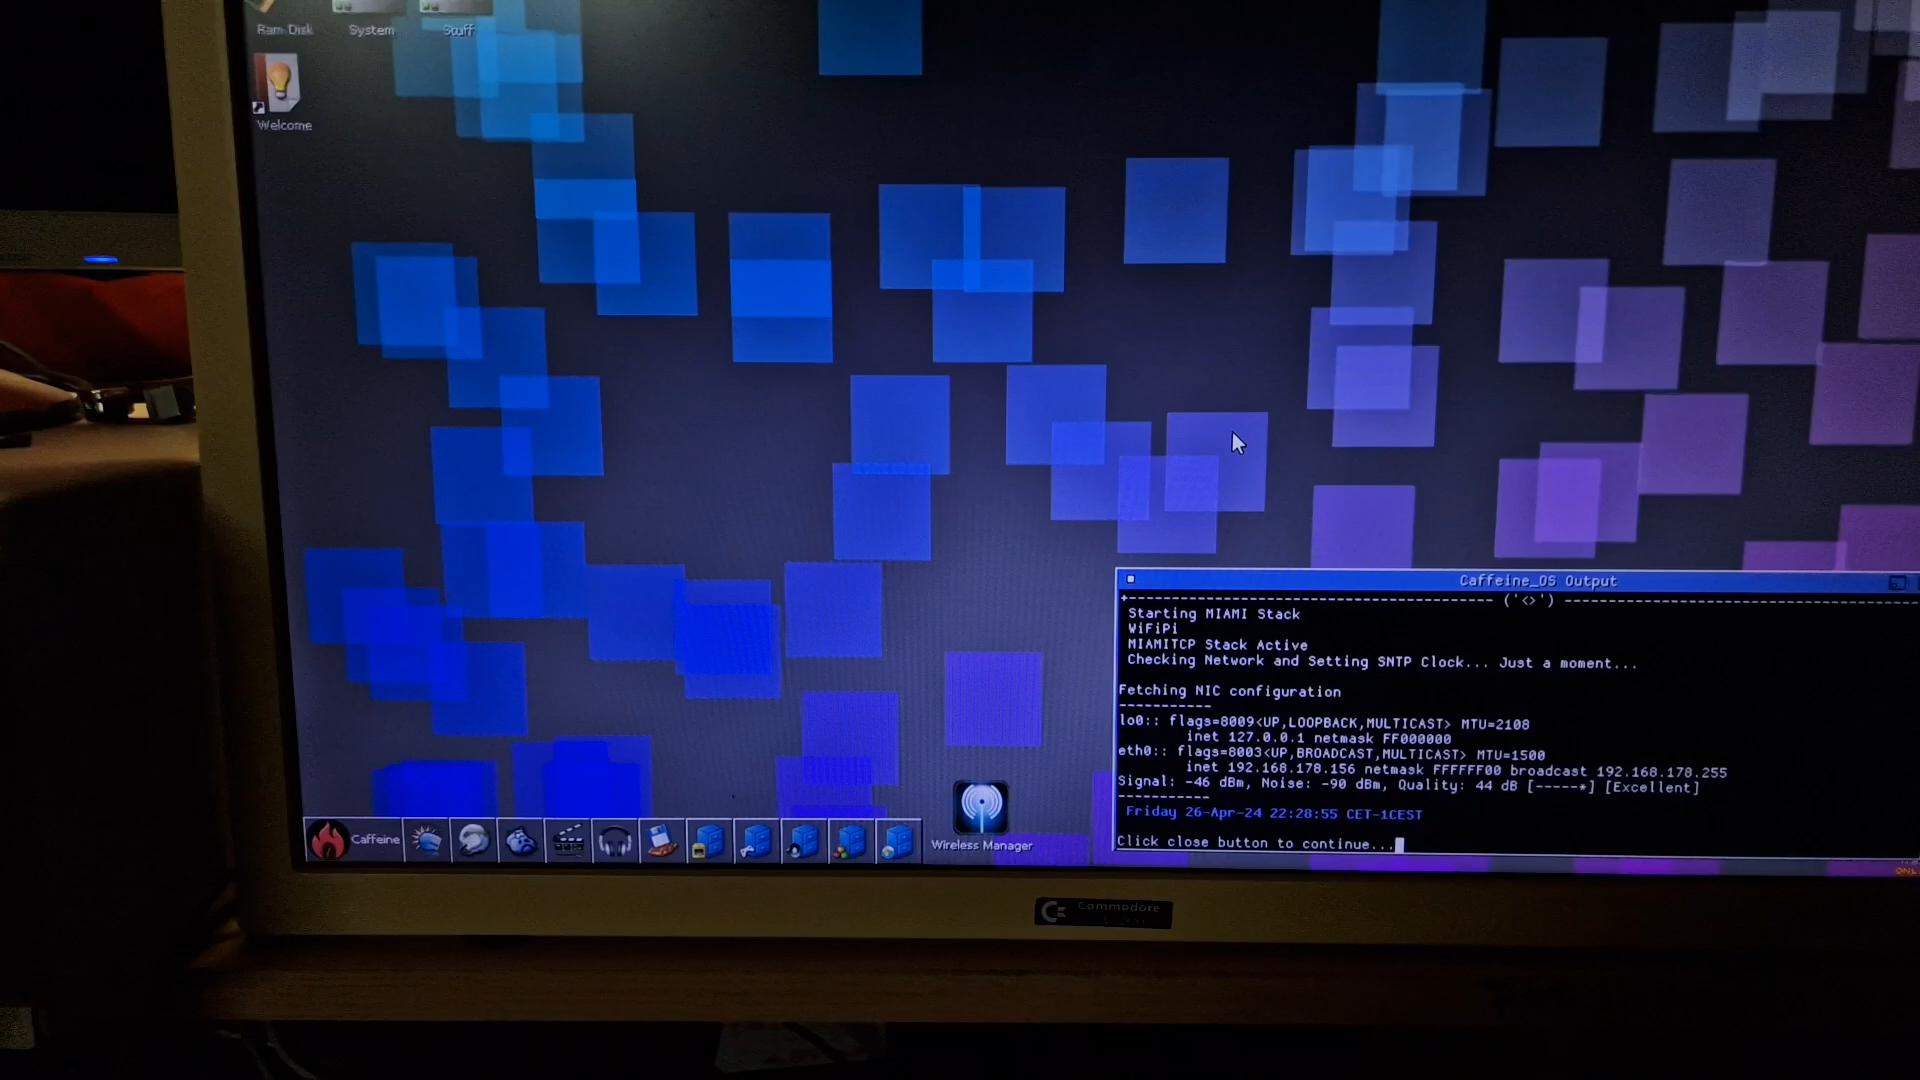 Ram Disk
System
Stuff
Welcome
Caffeine_OS Output
+--------------------------------------------- ('<>') -------------------------------------------
Starting MIAMI Stack
WiFiPi
MIAMITCP Stack Active
Checking Network and Setting SNTP Clock... Just a moment...
Fetching NIC configuration
-----------
lo0:: flags=8009<UP,LOOPBACK,MULTICAST> MTU=2108
inet 127.0.0.1 netmask FF000000
eth0:: flags=8003<UP,BROADCAST,MULTICAST> MTU=1500
inet 192.168.178.156 netmask FFFFFF00 broadcast 192.168.178.255
Signal: -46 dBm, Noise: -90 dBm, Quality: 44 dB [-----*] [Excellent]
-----------
Friday 26-Apr-24 22:28:55 CET-1CEST
Click close button to continue...
Caffeine
Wireless Manager
Commodore